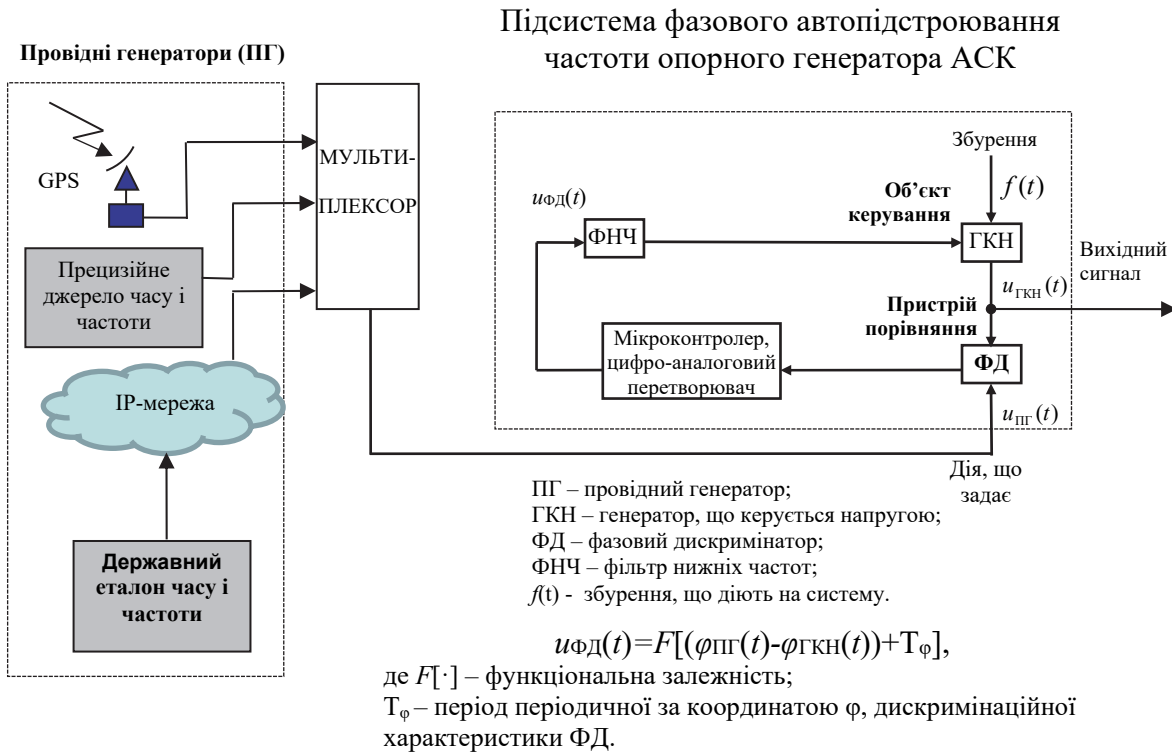 Підсистема фазового автопідстроювання
частоти опорного генератора АСК
Провідні генератори (ПГ)
GPS
МУЛЬТИ-
ПЛЕКСОР
Прецизійне
джерело часу і
частоти
IP-мережа
Державний
еталон часу і
частоти
Збурення
f(t)
Об’єкт
керування
uФД(t)
ФНЧ
ГКН
Вихідний
сигнал
uГКН(t)
Пристрій
порівняння
Мікроконтролер,
цифро-аналоговий
перетворювач
ФД
uПГ(t)
Дія, що
задає
ПГ – провідний генератор;
ГКН – генератор, що керується напругою;
ФД – фазовий дискримінатор;
ФНЧ – фільтр нижніх частот;
f(t) - збурення, що діють на систему.
uФД(t)=F[(φПГ(t)-φГКН(t))+Tφ],
де F[·] – функціональна залежність;
Tφ – період періодичної за координатою φ, дискримінаційної
характеристики ФД.